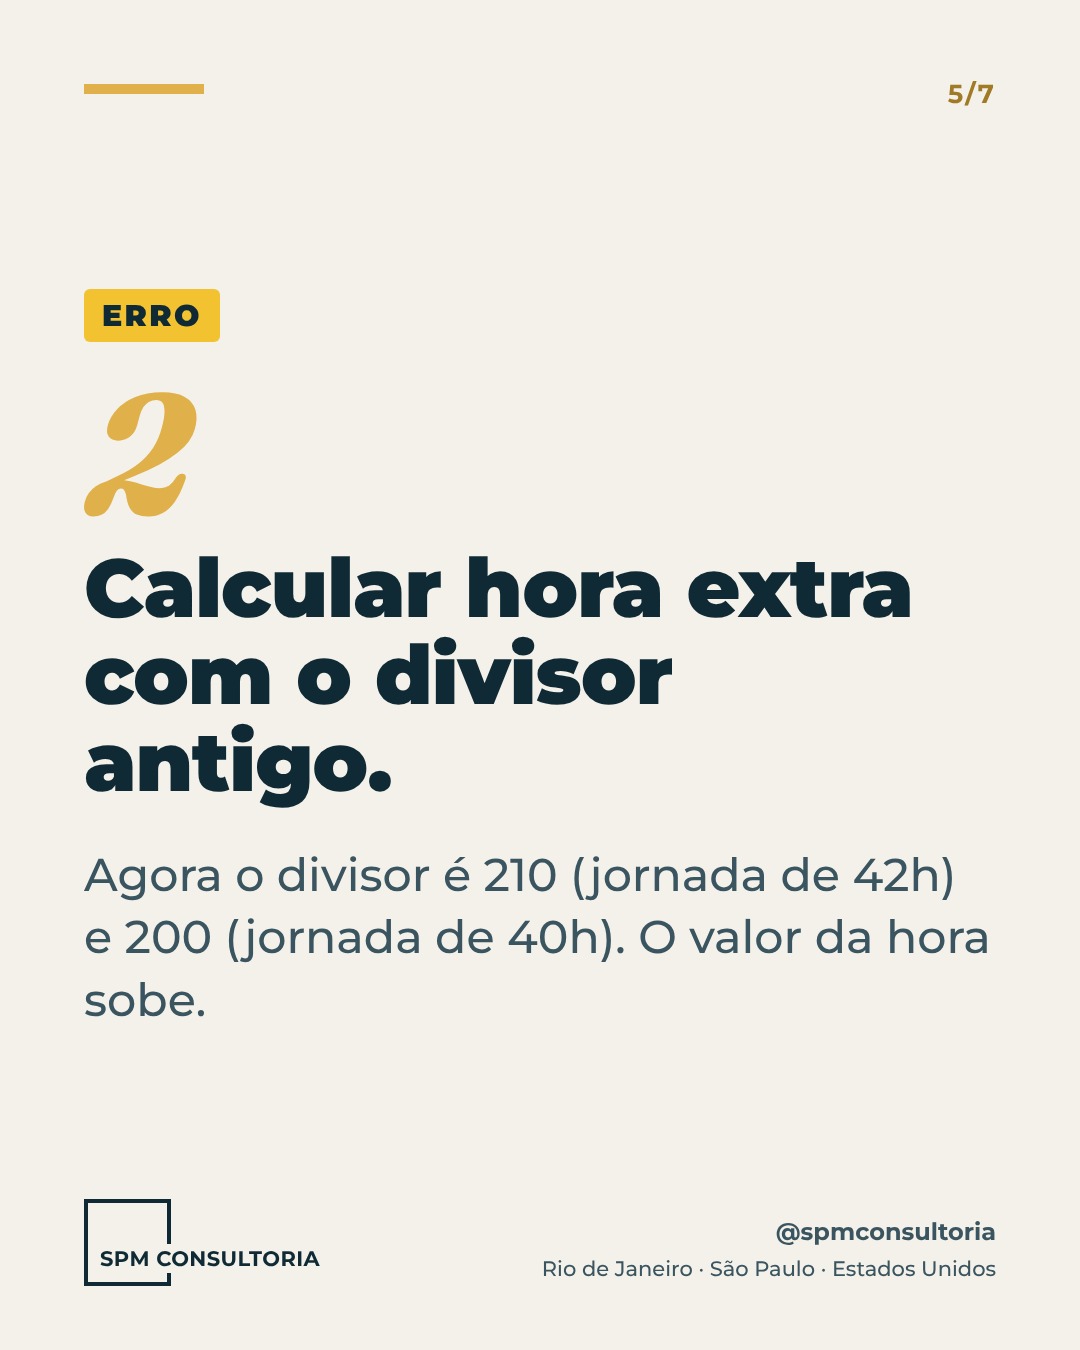 5/7
ERRO
2
Calcular hora extra
com o divisor
antigo.
Agora o divisor é 210 (jornada de 42h)
e 200 (jornada de 40h). O valor da hora
sobe.
SPM CONSULTORIA
@spmconsultoria
Rio de Janeiro · São Paulo · Estados Unidos